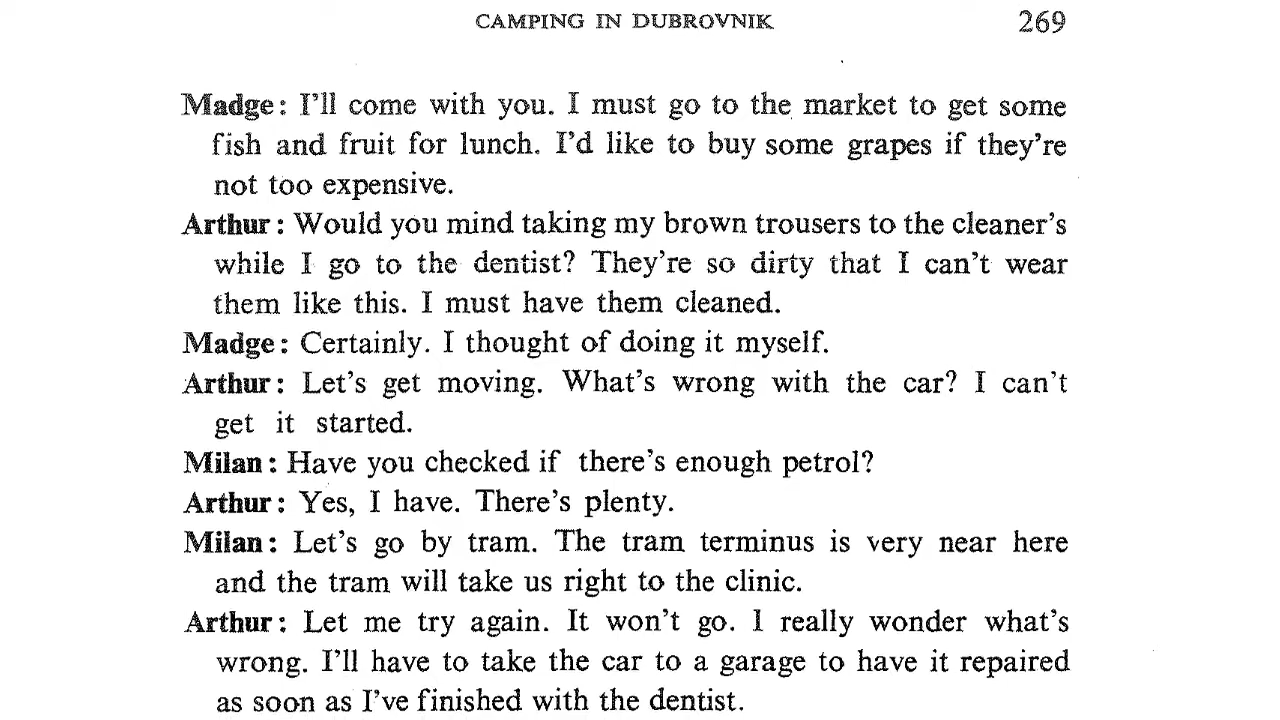 CAMPING IN DUBROVNIK 269
Madge: I'll come with you. I must go to the market to get some
fish and fruit for lunch. I'd like to buy some grapes if they're
not too expensive.
Arthur: Would you mind taking my brown trousers to the cleaner's
while I go to the dentist? They're so dirty that I can't wear
them like this. I must have them cleaned.
Madge: Certainly. I thought of doing it myself.
Arthur: Let's get moving. What's wrong with the car? I can't
get it started.
Milan: Have you checked if there's enough petrol?
Arthur: Yes, I have. There's plenty.
Milan: Let's go by tram. The tram terminus is very near here
and the tram will take us right to the clinic.
Arthur: Let me try again. It won't go. I really wonder what's
wrong. I'll have to take the car to a garage to have it repaired
as soon as I've finished with the dentist.